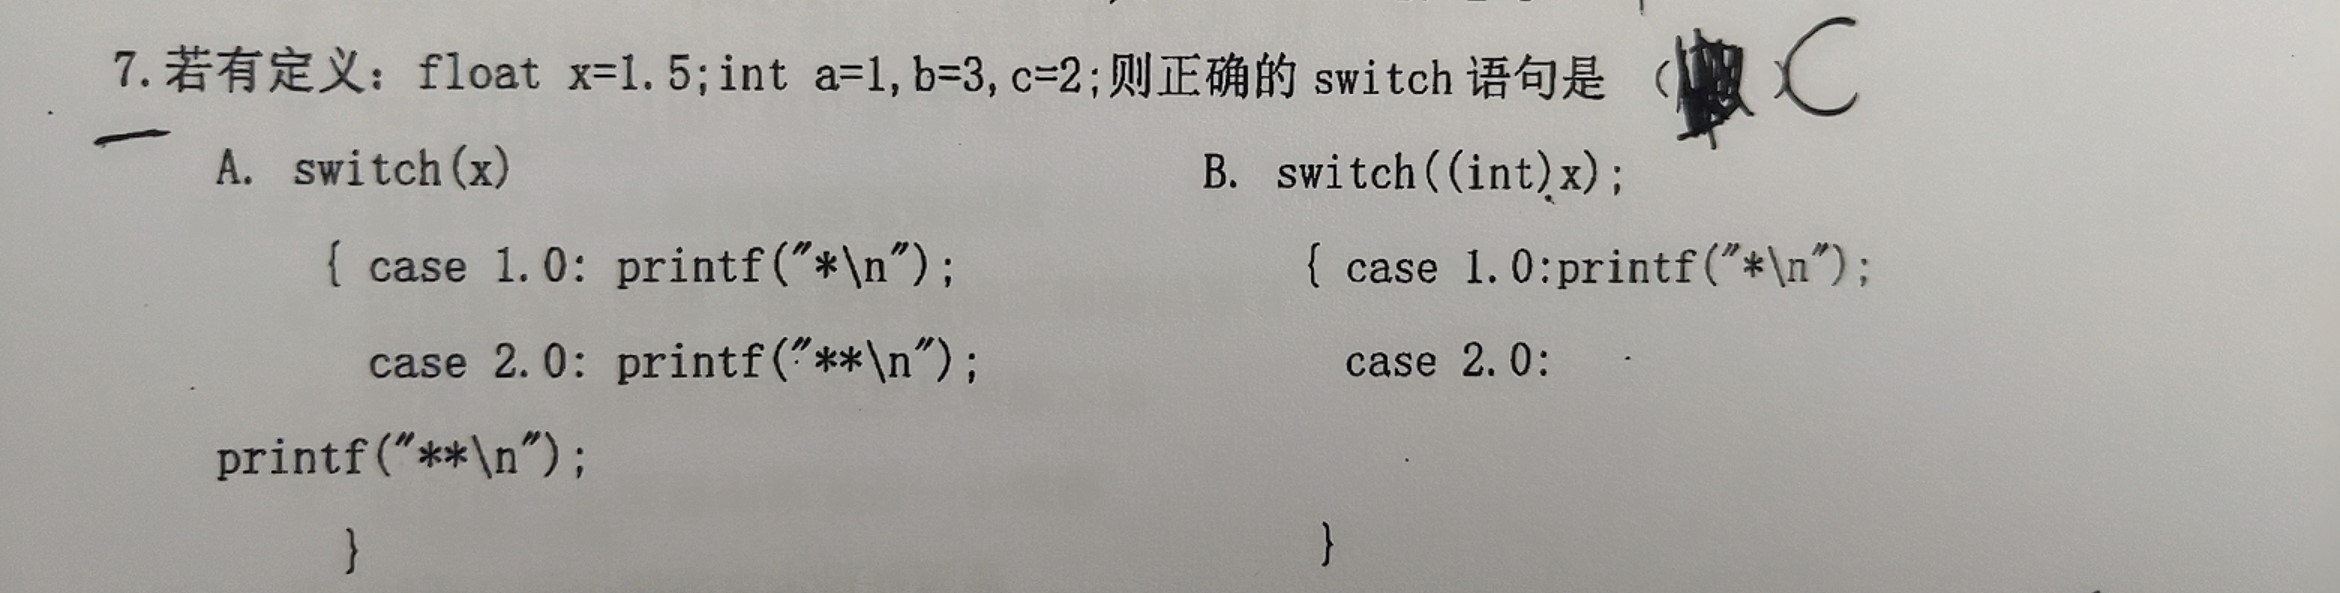 7.若有定义：float x=1.5;int a=1,b=3,c=2;则正确的 switch 语句是 ( ) C
A. switch(x)
B. switch((int)x);
{ case 1.0: printf("*\n");
{ case 1.0:printf("*\n");
case 2.0: printf("**\n");
case 2.0:
printf("**\n");
}
}